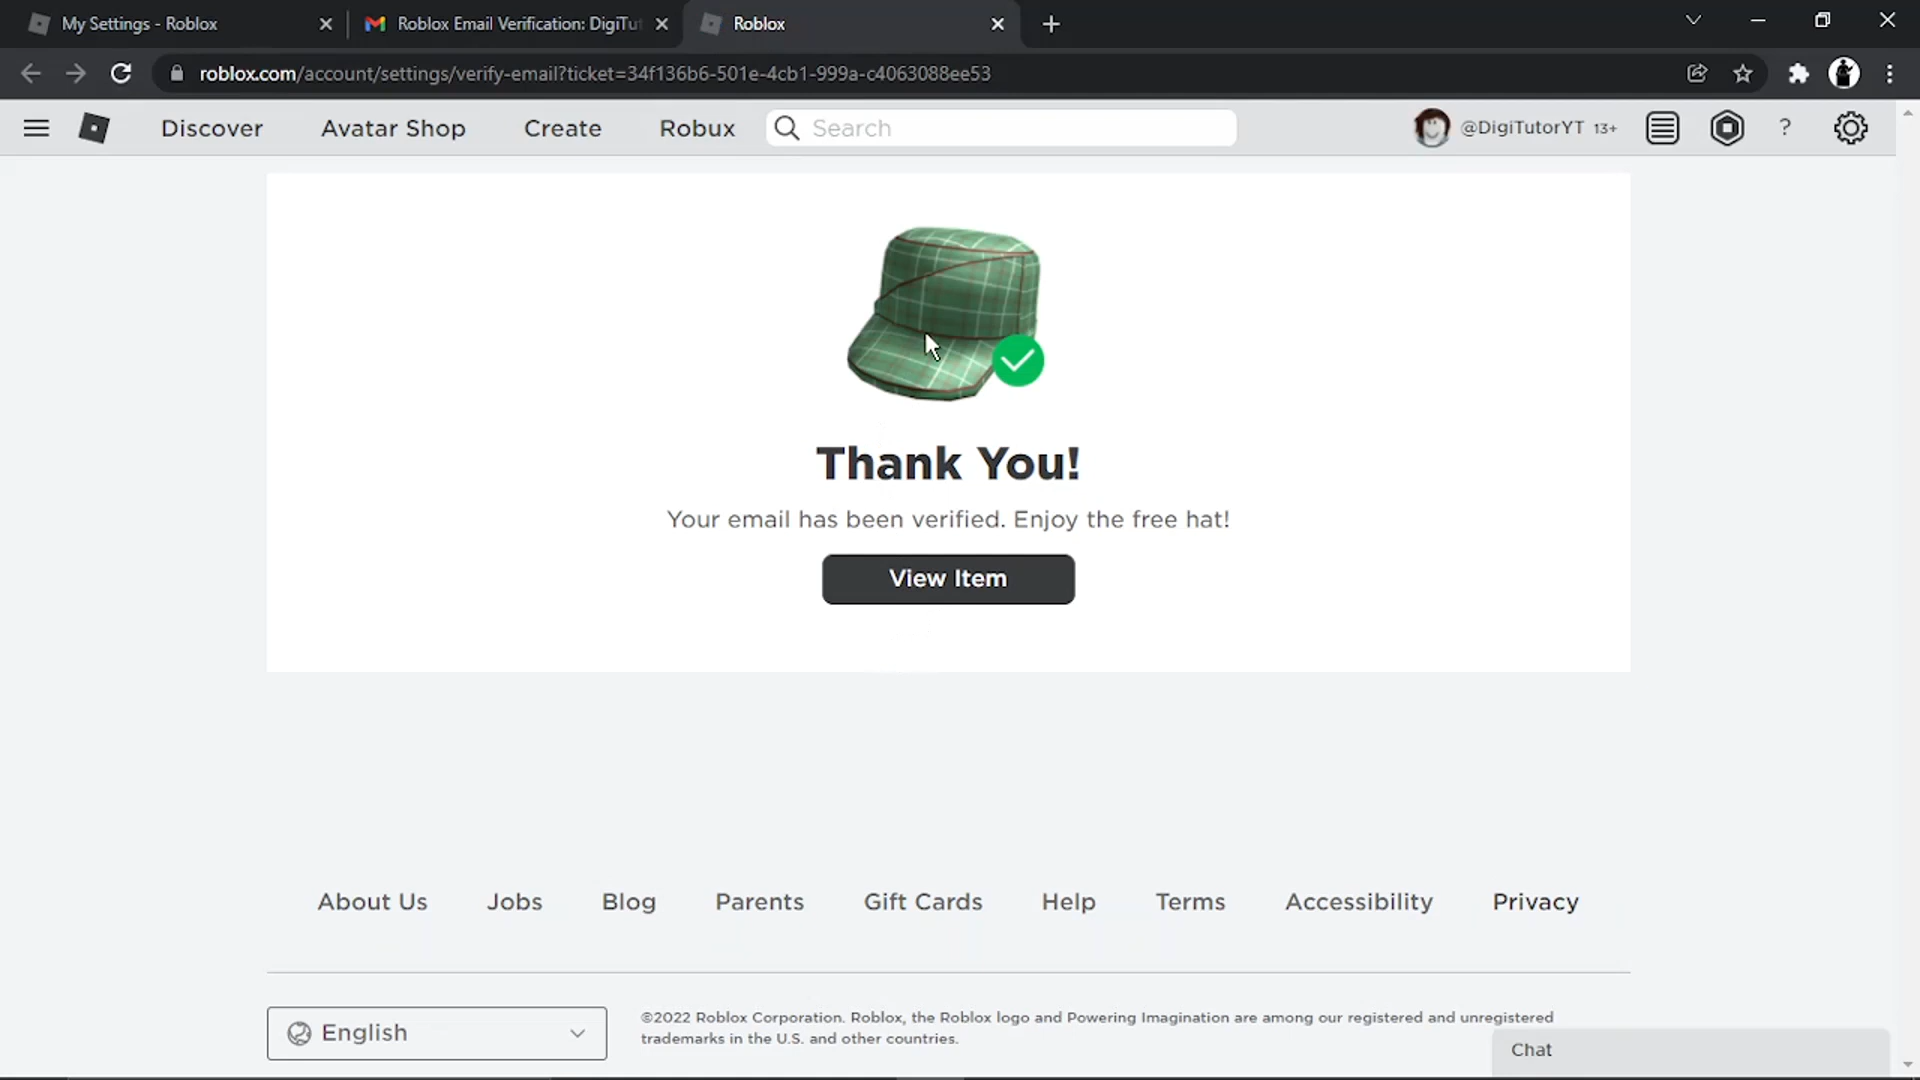 My Settings - Roblox
Roblox Email Verification: DigiTu
Roblox
roblox.com/account/settings/verify-email?ticket=34f136b6-501e-4cb1-999a-c4063088ee53
Discover
Avatar Shop
Create
Robux
Search
@DigiTutorYT 13+
?
Thank You!
Your email has been verified. Enjoy the free hat!
View Item
About Us
Jobs
Blog
Parents
Gift Cards
Help
Terms
Accessibility
Privacy
English
©2022 Roblox Corporation. Roblox, the Roblox logo and Powering Imagination are among our registered and unregistered
trademarks in the U.S. and other countries.
Chat